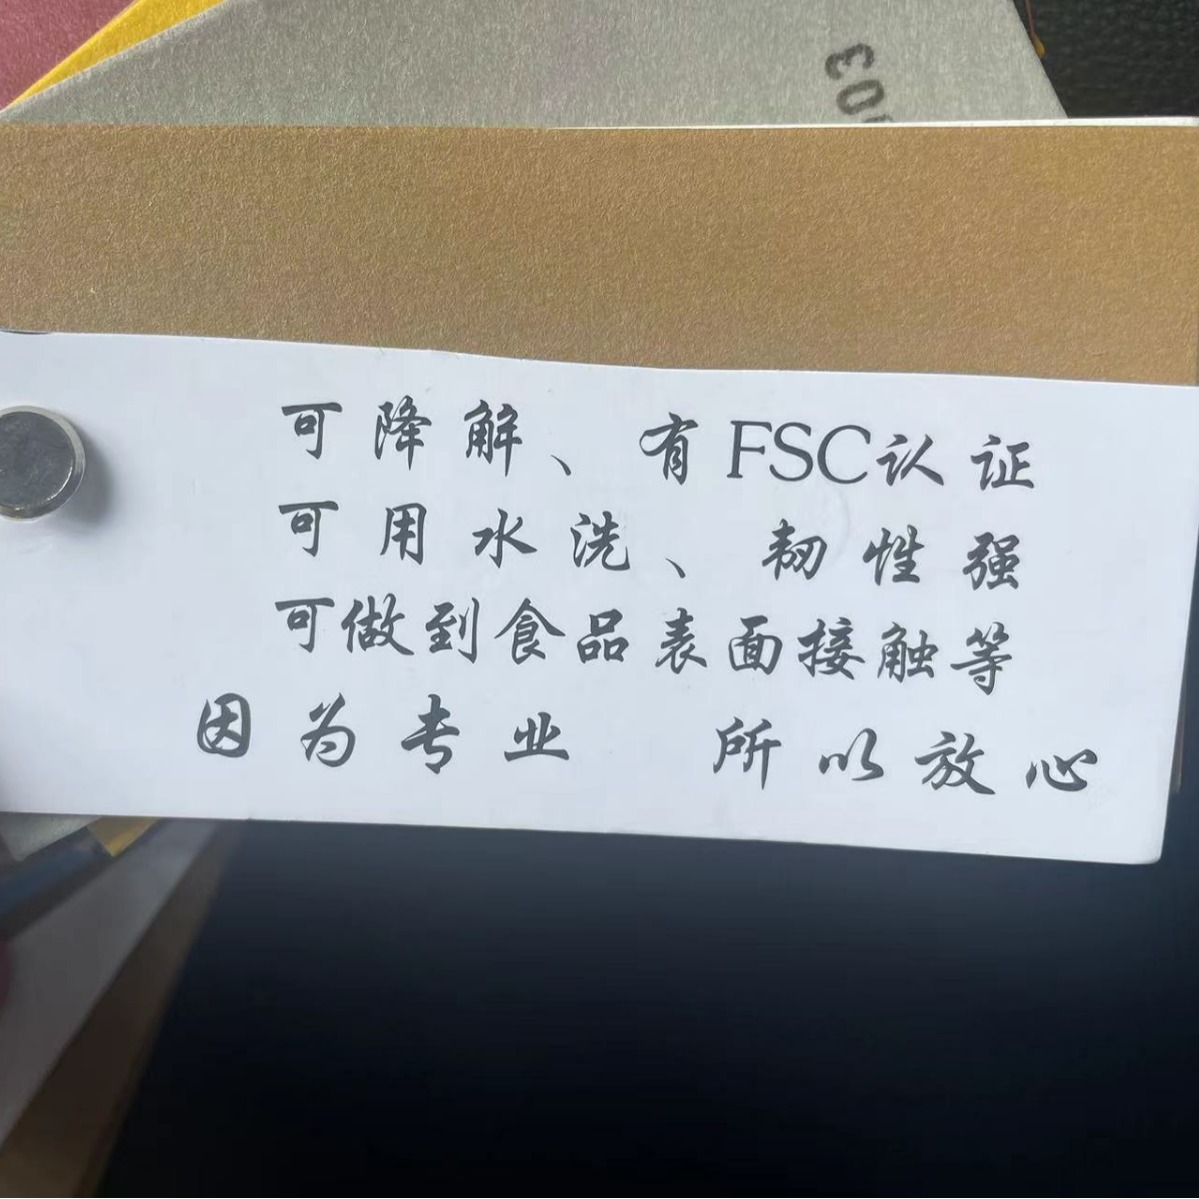 003
可降解、有FSC认证
可用水洗、韧性强
可做到食品表面接触等
因为专业 所以放心